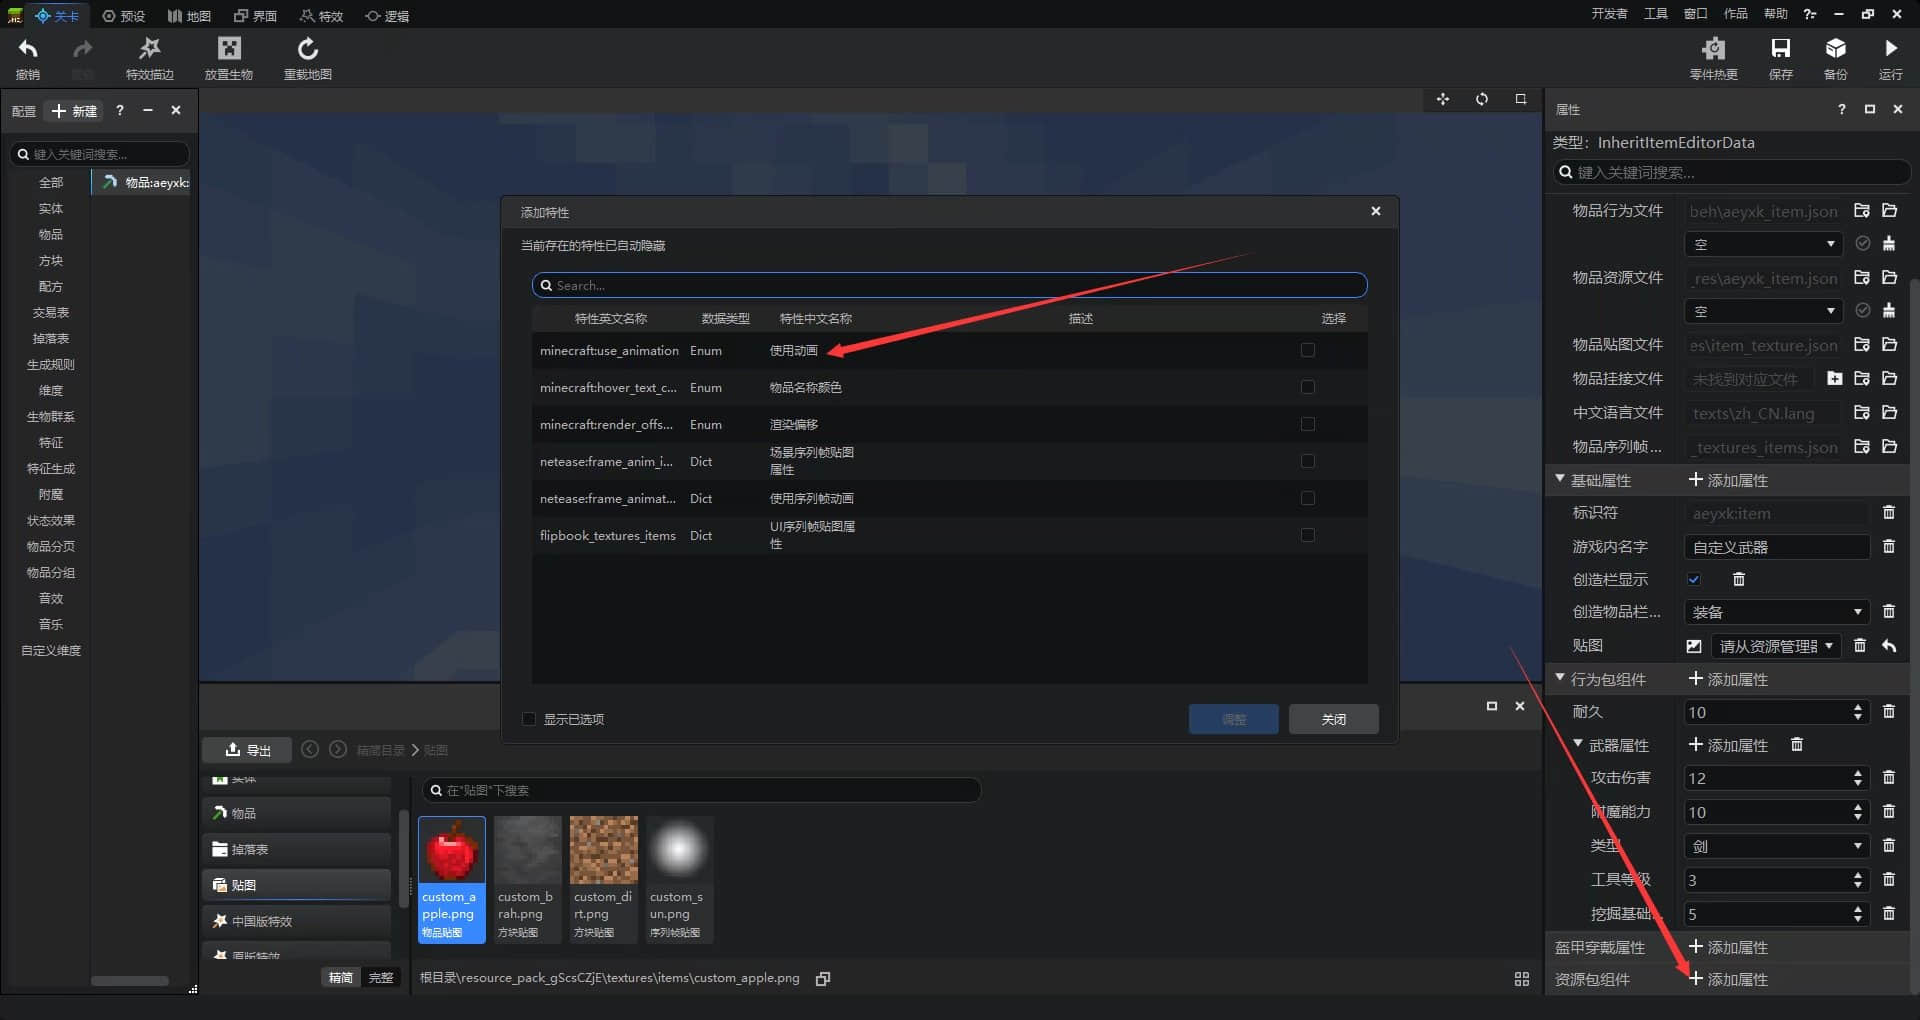 关卡 预设 地图 界面 特效 逻辑
开发者 工具 窗口 作品 帮助
撤销 特效描边 放置生物 重载地图
零件热更 保存 备份 运行
配置 新建
键入关键词搜索...
全部
实体
物品
方块
配方
交易表
掉落表
生成规则
维度
生物群系
特征
特征生成
附魔
状态效果
物品分页
物品分组
音效
音乐
自定义维度
物品:aeyxk:
添加特性
当前存在的特性已自动隐藏
Search...
特性英文名称 数据类型 特性中文名称 描述 选择
minecraft:use_animation Enum 使用动画
minecraft:hover_text_c... Enum 物品名称颜色
minecraft:render_offs... Enum 渲染偏移
netease:frame_anim_i... Dict 场景序列帧贴图
属性
netease:frame_animat... Dict 使用序列帧动画
flipbook_textures_items Dict UI序列帧贴图属
性
显示已选项 调整 关闭
导出 精简目录 贴图
实体
物品
掉落表
贴图
中国版特效
原版特效
精简 完整
在"贴图"下搜索
custom_a
pple.png
物品贴图
custom_b
rah.png
方块贴图
custom_di
rt.png
方块贴图
custom_s
un.png
序列帧贴图
根目录\resource_pack_gScsCZjE\textures\items\custom_apple.png
属性
类型：InheritItemEditorData
键入关键词搜索...
物品行为文件 beh\aeyxk_item.json
空
物品资源文件 _res\aeyxk_item.json
空
物品贴图文件 es\item_texture.json
物品挂接文件 未找到对应文件
中文语言文件 texts\zh_CN.lang
物品序列帧... _textures_items.json
基础属性 添加属性
标识符 aeyxk:item
游戏内名字 自定义武器
创造栏显示
创造物品栏... 装备
贴图 请从资源管理器
行为包组件 添加属性
耐久 10
武器属性 添加属性
攻击伤害 12
附魔能力 10
类型 剑
工具等级 3
挖掘基础... 5
盔甲穿戴属性 添加属性
资源包组件 添加属性